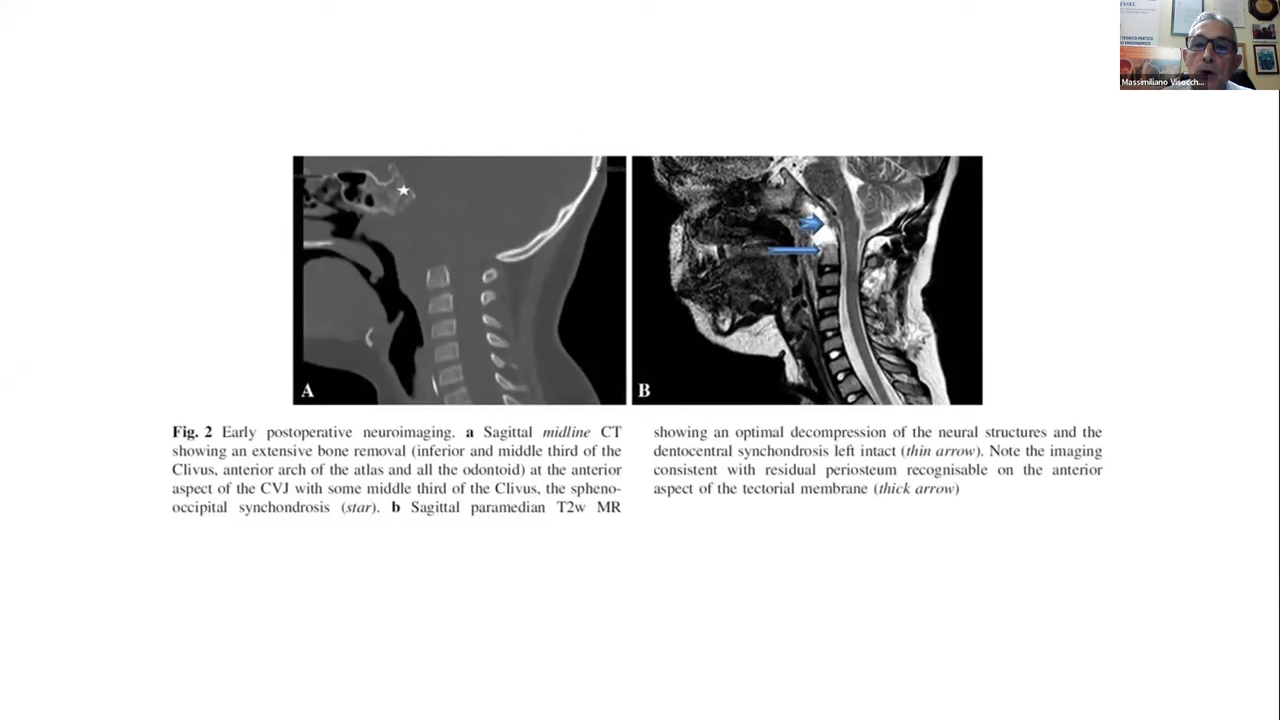 TEORICO-PRATICO
Massimiliano Visocch...
A
B
Fig. 2 Early postoperative neuroimaging. a Sagittal midline CT
showing an extensive bone removal (inferior and middle third of the
Clivus, anterior arch of the atlas and all the odontoid) at the anterior
aspect of the CVJ with some middle third of the Clivus, the spheno-
occipital synchondrosis (star). b Sagittal paramedian T2w MR
showing an optimal decompression of the neural structures and the
dentocentral synchondrosis left intact (thin arrow). Note the imaging
consistent with residual periosteum recognisable on the anterior
aspect of the tectorial membrane (thick arrow)